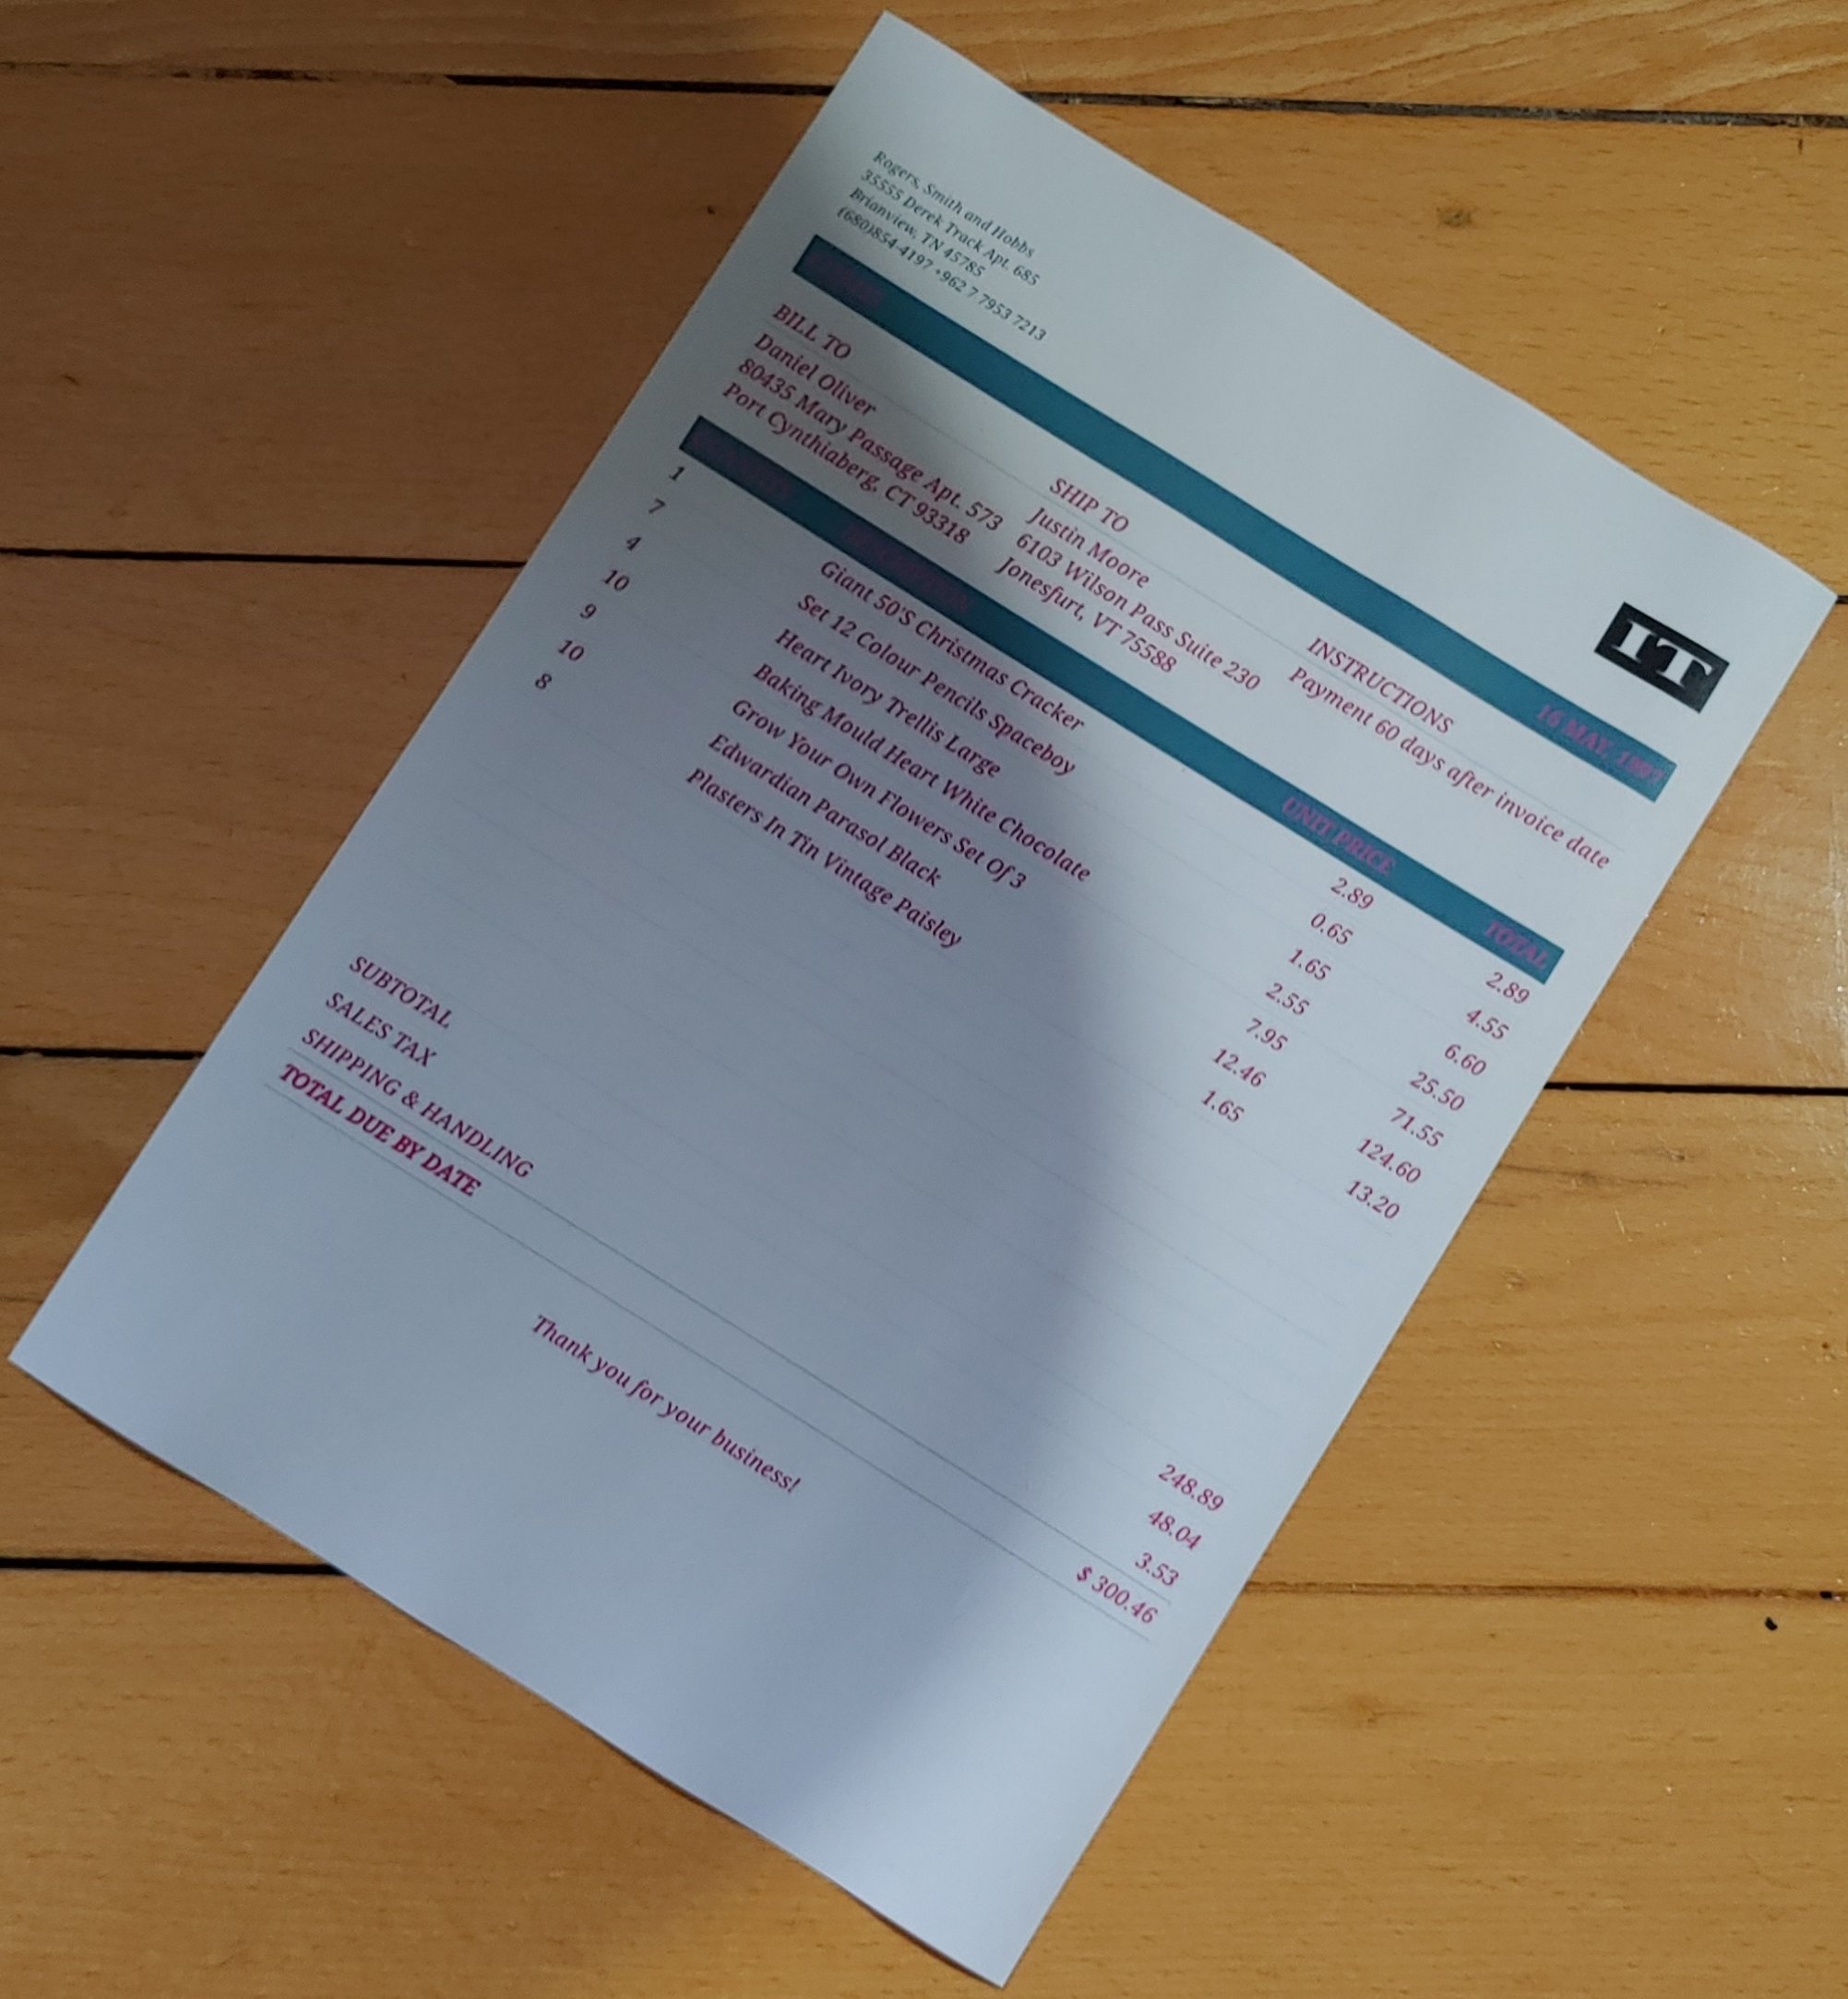 Rogers, Smith and Hobbs
35555 Derek Track Apt. 685
Brianview, TN 45785
(680)854-4197 +962 7 7953 7213
IT
16 MAY,
BILL TO
Daniel Oliver
80435 Mary Passage Apt. 573
Port Cynthiaberg, CT 93318
SHIP TO
Justin Moore
6103 Wilson Pass Suite 230
Jonesfurt, VT 75588
INSTRUCTIONS
Payment 60 days after invoice date
UNIT PRICE TOTAL
1 Giant 50'S Christmas Cracker 2.89 2.89
7 Set 12 Colour Pencils Spaceboy 0.65 4.55
4 Heart Ivory Trellis Large 1.65 6.60
10 Baking Mould Heart White Chocolate 2.55 25.50
9 Grow Your Own Flowers Set Of 3 7.95 71.55
10 Edwardian Parasol Black 12.46 124.60
8 Plasters In Tin Vintage Paisley 1.65 13.20
SUBTOTAL 248.89
SALES TAX 48.04
SHIPPING & HANDLING 3.53
TOTAL DUE BY DATE $ 300.46
Thank you for your business!